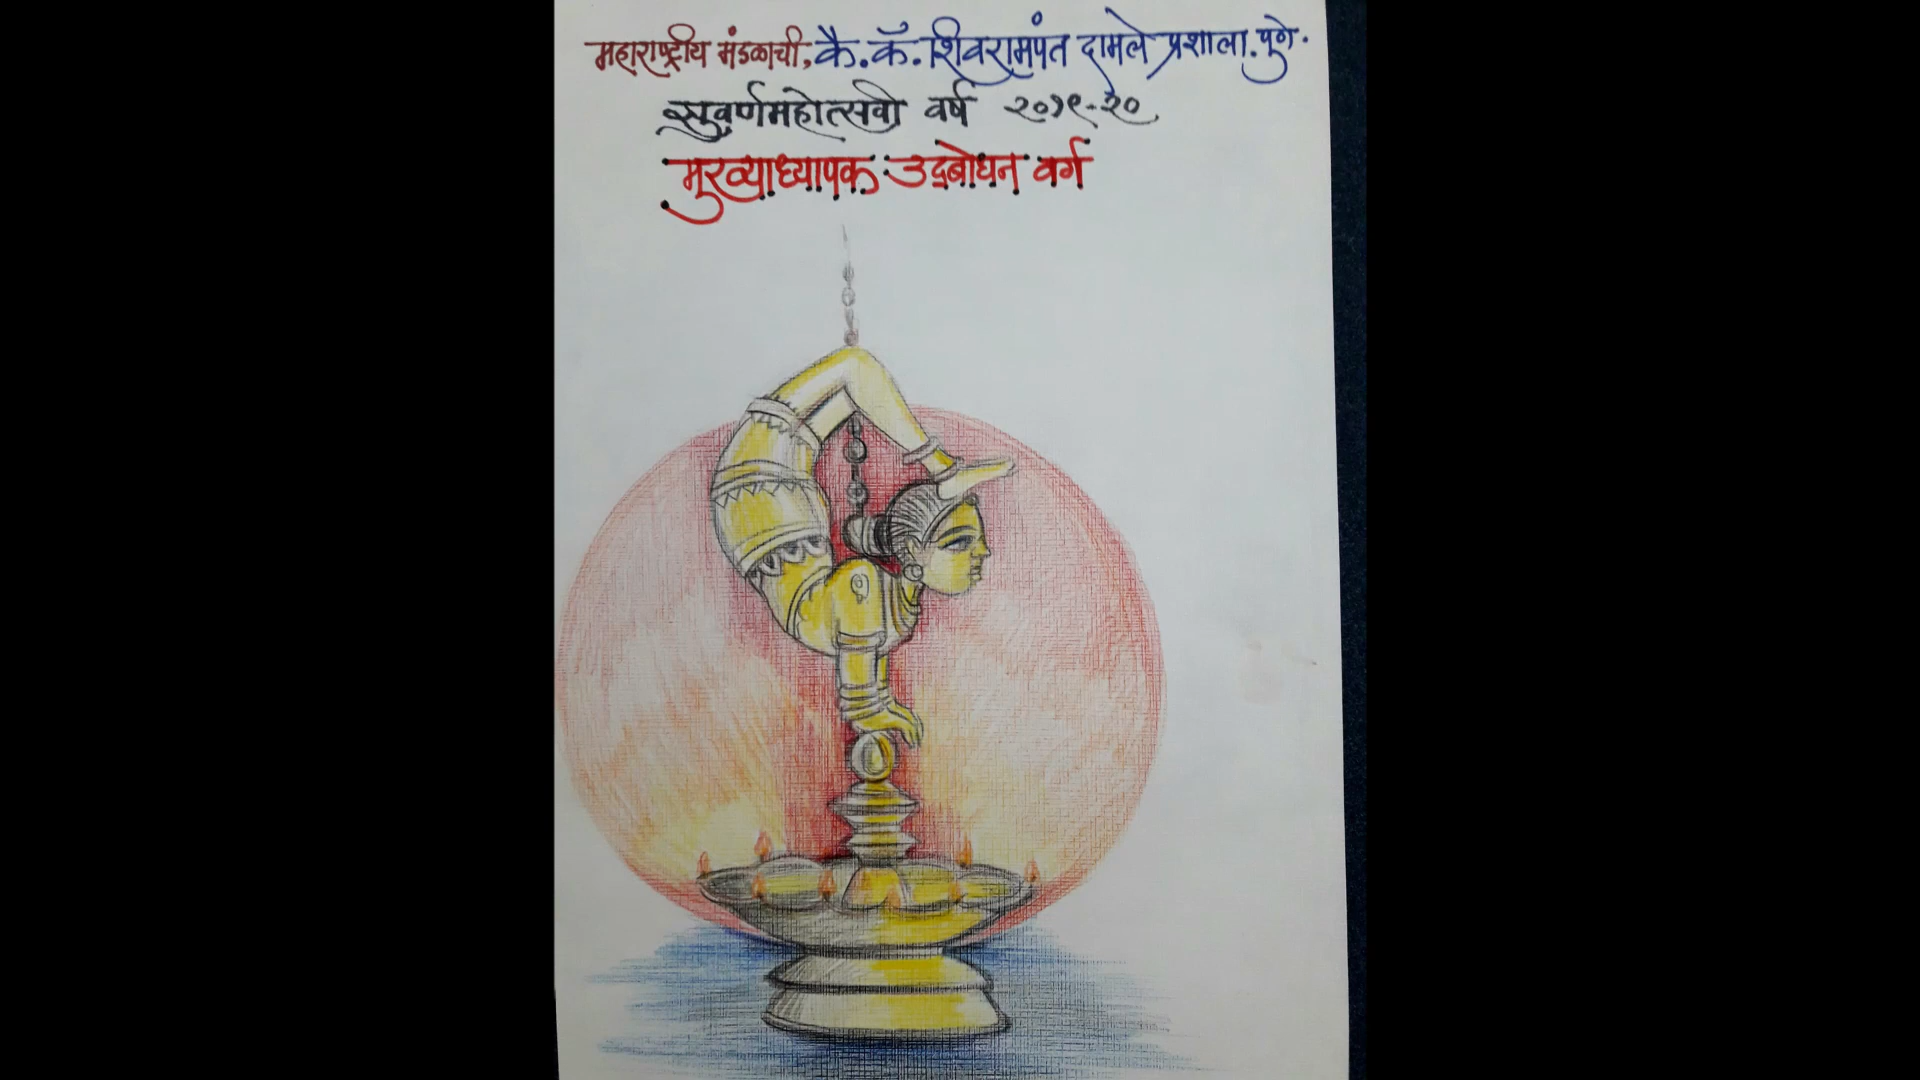 महाराष्ट्रीय मंडळाची, कै. कॅ. शिवरामपंत दामले प्रशाला. पुणे.
सुवर्णमहोत्सवी वर्ष २०१९-२०
मुख्याध्यापक उद्बोधन वर्ग